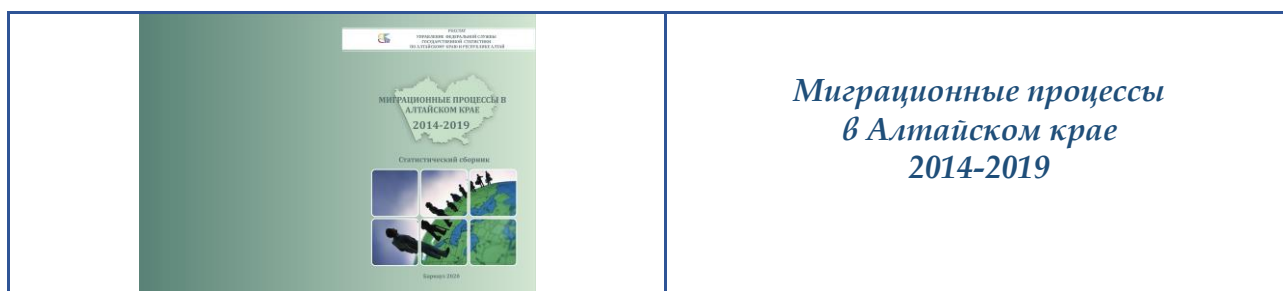 РОССТАТ
УПРАВЛЕНИЕ ФЕДЕРАЛЬНОЙ СЛУЖБЫ
ГОСУДАРСТВЕННОЙ СТАТИСТИКИ
ПО АЛТАЙСКОМУ КРАЮ И РЕСПУБЛИКЕ АЛТАЙ
МИГРАЦИОННЫЕ ПРОЦЕССЫ В
АЛТАЙСКОМ КРАЕ
2014-2019
Статистический сборник
Барнаул 2020
Миграционные процессы
в Алтайском крае
2014-2019